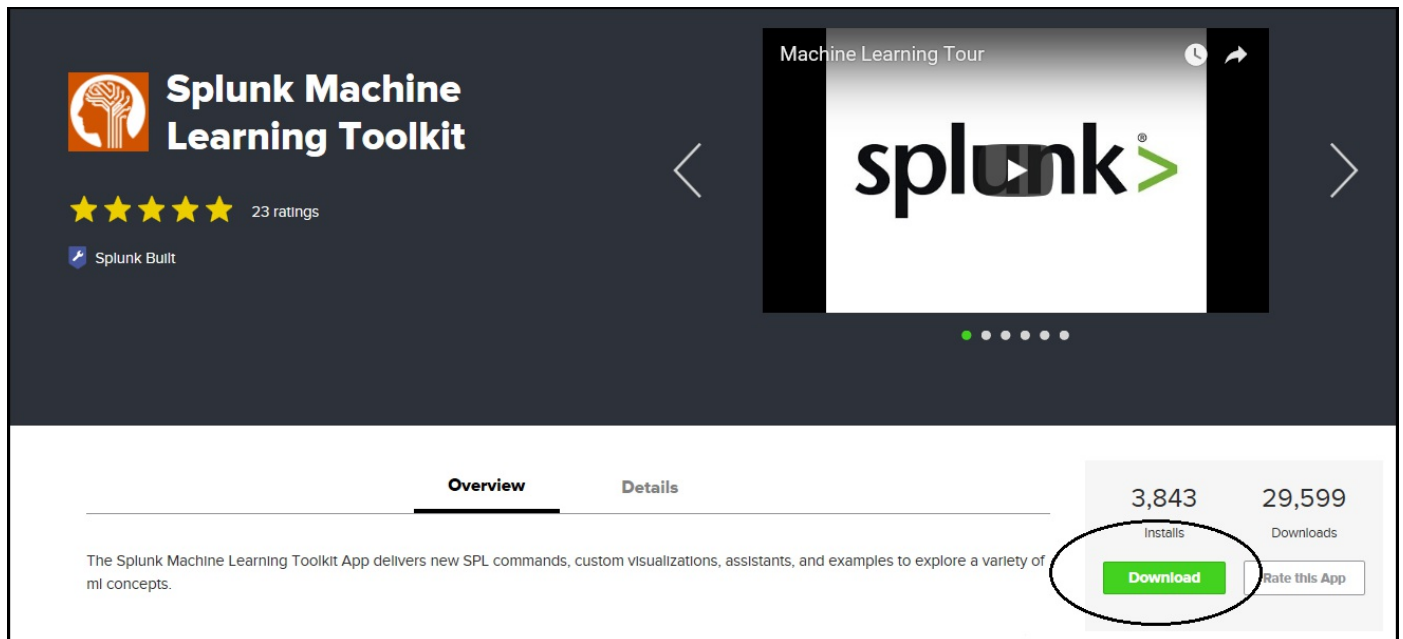 Splunk Machine
Learning Toolkit
23 ratings
Splunk Built
Machine Learning Tour
splunk>®
Overview
Details
The Splunk Machine Learning Toolkit App delivers new SPL commands, custom visualizations, assistants, and examples to explore a variety of
ml concepts.
3,843
29,599
Installs
Downloads
Download
Rate this App